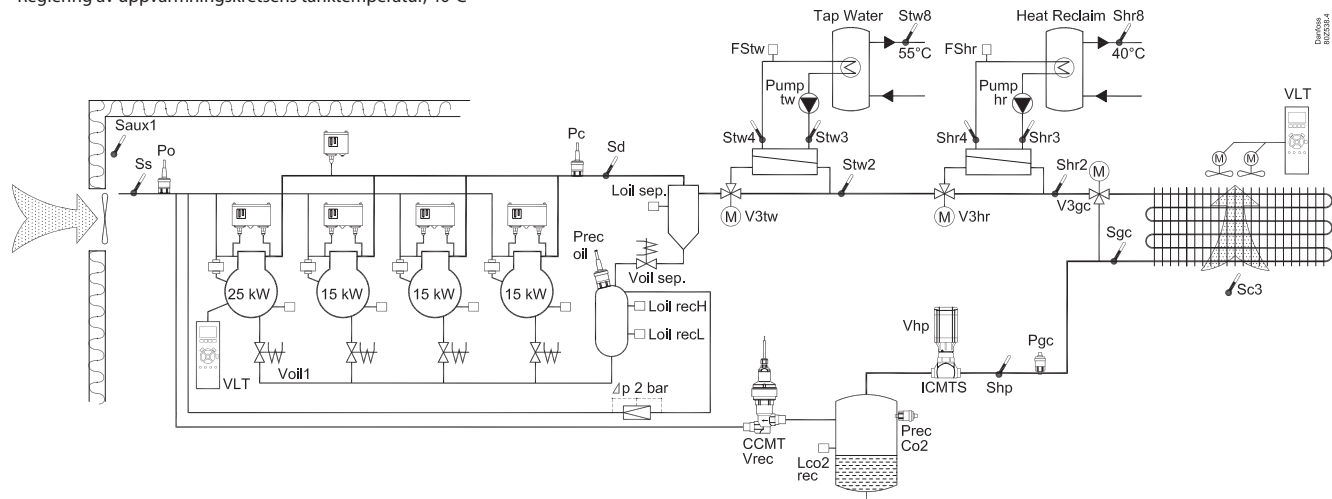 Reglering av uppvärmningskretsens tanktemperatur, 40°C
Tap Water
Stw8
Heat Reclaim
Shr8
Danfoss
80Z538.4
FStw
55°C
FShr
40°C
Pump
tw
Pump
hr
VLT
Saux1
Ss
Po
Pc
Sd
Stw4
Stw3
Shr4
Shr3
M
M
Loil sep.
Stw2
Shr2
M
M
V3tw
M
V3hr
V3gc
Prec
oil
Voil sep.
Sgc
25 kW
15 kW
15 kW
15 kW
Loil recH
Loil recL
Sc3
Vhp
Pgc
VLT
Voil1
ICMTS
Shp
Δp 2 bar
CCMT
Vrec
Prec
Co2
Lco2
rec